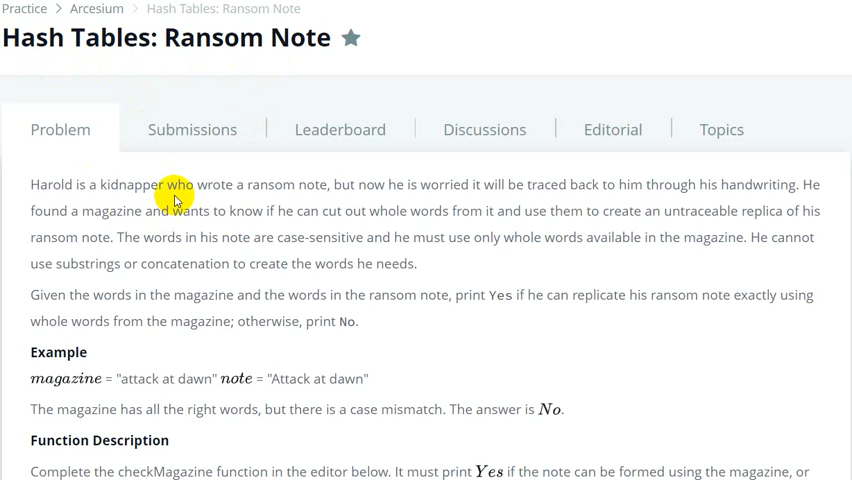 Practice > Arcesium > Hash Tables: Ransom Note
Hash Tables: Ransom Note
Problem Submissions Leaderboard Discussions Editorial Topics
Harold is a kidnapper who wrote a ransom note, but now he is worried it will be traced back to him through his handwriting. He
found a magazine and wants to know if he can cut out whole words from it and use them to create an untraceable replica of his
ransom note. The words in his note are case-sensitive and he must use only whole words available in the magazine. He cannot
use substrings or concatenation to create the words he needs.
Given the words in the magazine and the words in the ransom note, print Yes if he can replicate his ransom note exactly using
whole words from the magazine; otherwise, print No.
Example
magazine = "attack at dawn" note = "Attack at dawn"
The magazine has all the right words, but there is a case mismatch. The answer is No.
Function Description
Complete the checkMagazine function in the editor below. It must print Yes if the note can be formed using the magazine, or